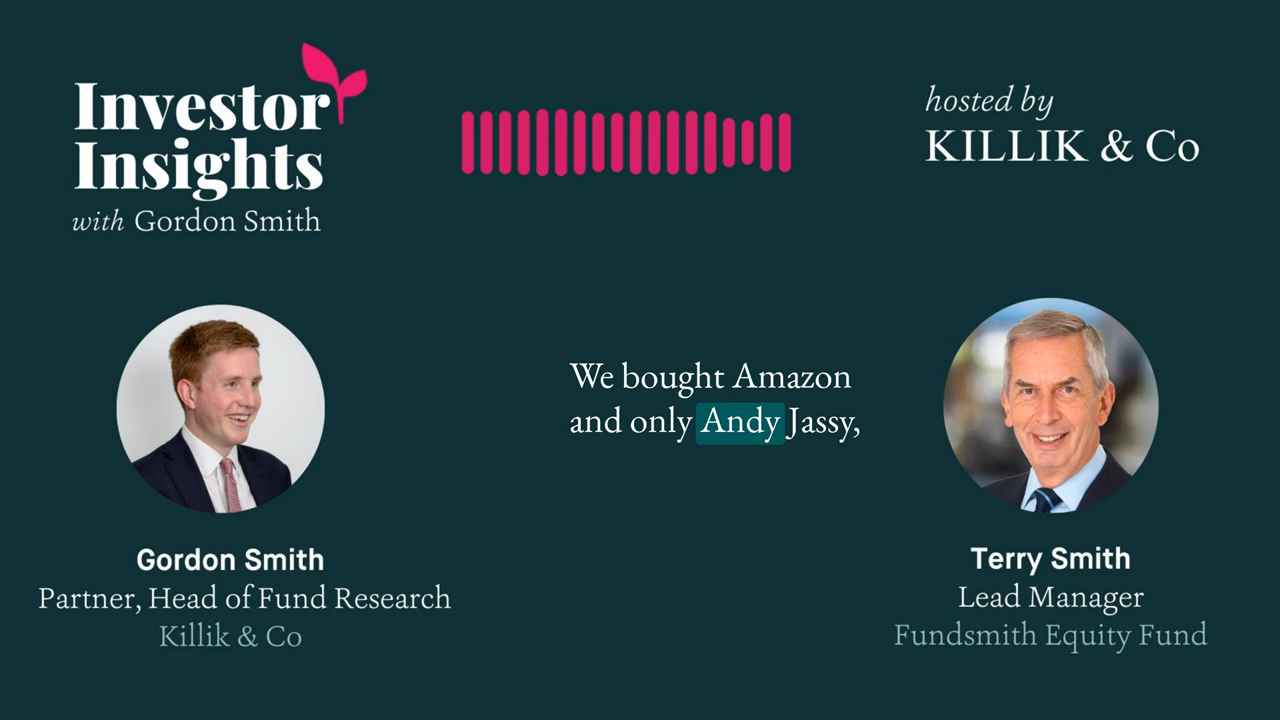 Investor
Insights
with Gordon Smith
hosted by
KILLIK & Co
We bought Amazon
and only Andy Jassy,
Gordon Smith
Partner, Head of Fund Research
Killik & Co
Terry Smith
Lead Manager
Fundsmith Equity Fund